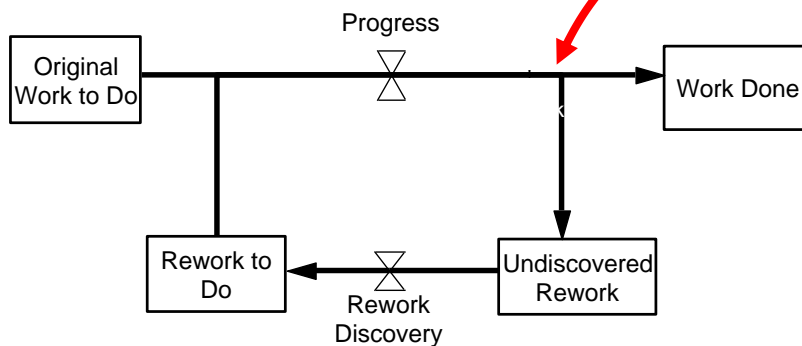 Progress
Original
Work to Do
Work Done
Rework to
Do
Undiscovered
Rework
Rework
Discovery